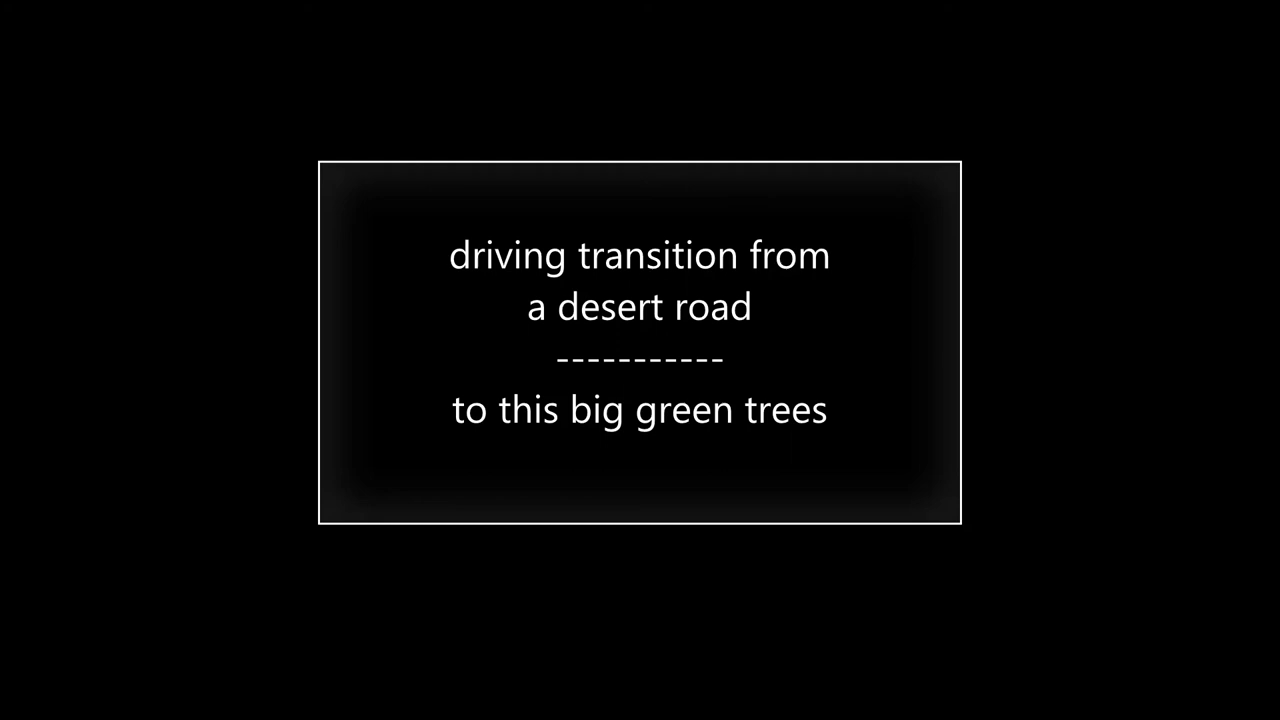 driving transition from
a desert road
-----------
to this big green trees